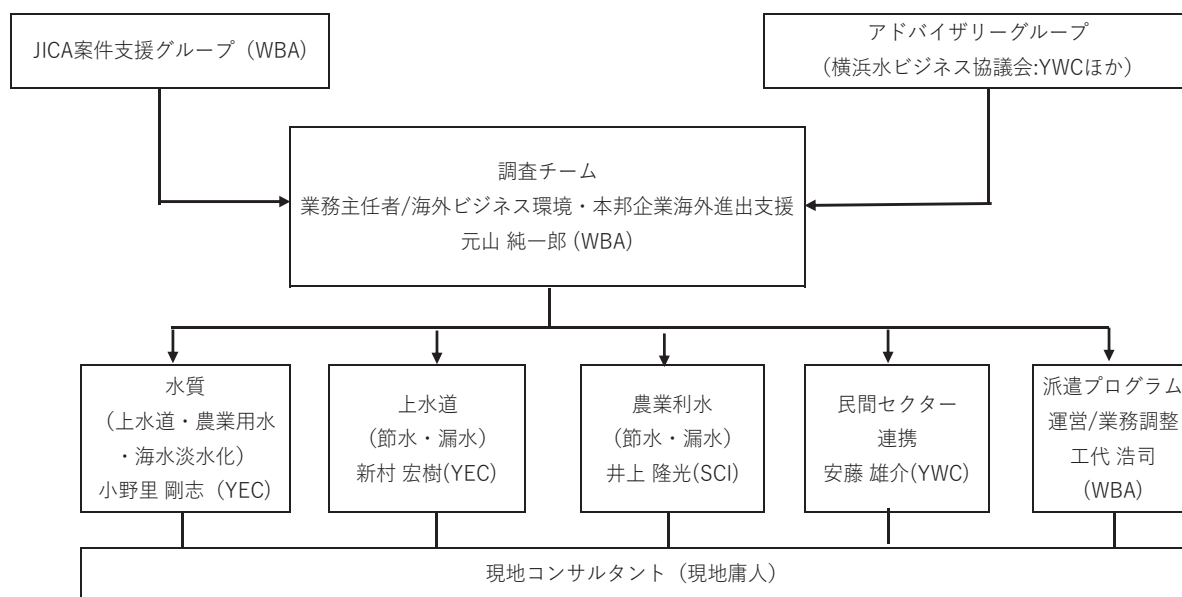 JICA案件支援グループ（WBA）
アドバイザリーグループ
（横浜水ビジネス協議会:YWCほか）
調査チーム
業務主任者/海外ビジネス環境・本邦企業海外進出支援
元山 純一郎 (WBA)
水質
（上水道・農業用水
・海水淡水化）
小野里 剛志（YEC）
上水道
（節水・漏水）
新村 宏樹(YEC)
農業利水
（節水・漏水）
井上 隆光(SCI)
民間セクター
連携
安藤 雄介(YWC)
派遣プログラム
運営/業務調整
工代 浩司
(WBA)
現地コンサルタント（現地庸人）